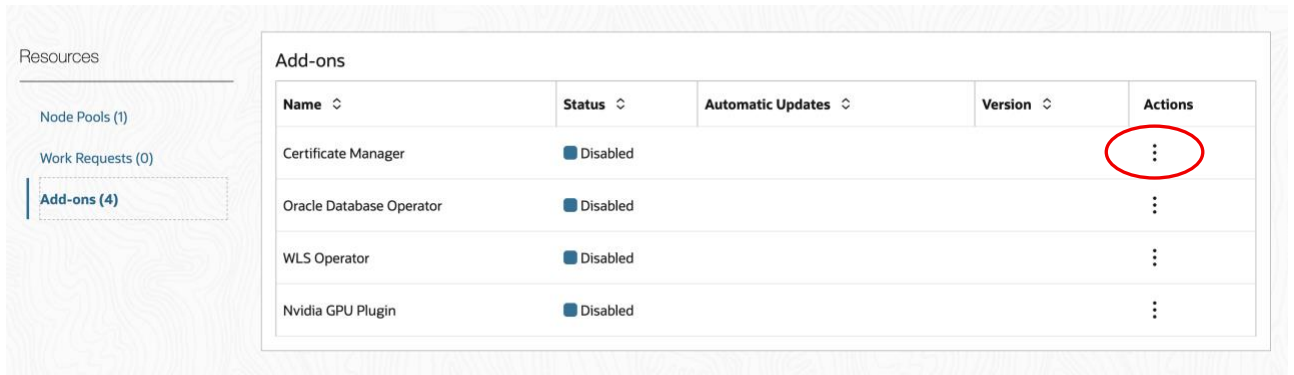 Resources
Node Pools (1)
Work Requests (0)
Add-ons (4)
Add-ons
Name Status Automatic Updates Version Actions
Certificate Manager Disabled
Oracle Database Operator Disabled
WLS Operator Disabled
Nvidia GPU Plugin Disabled